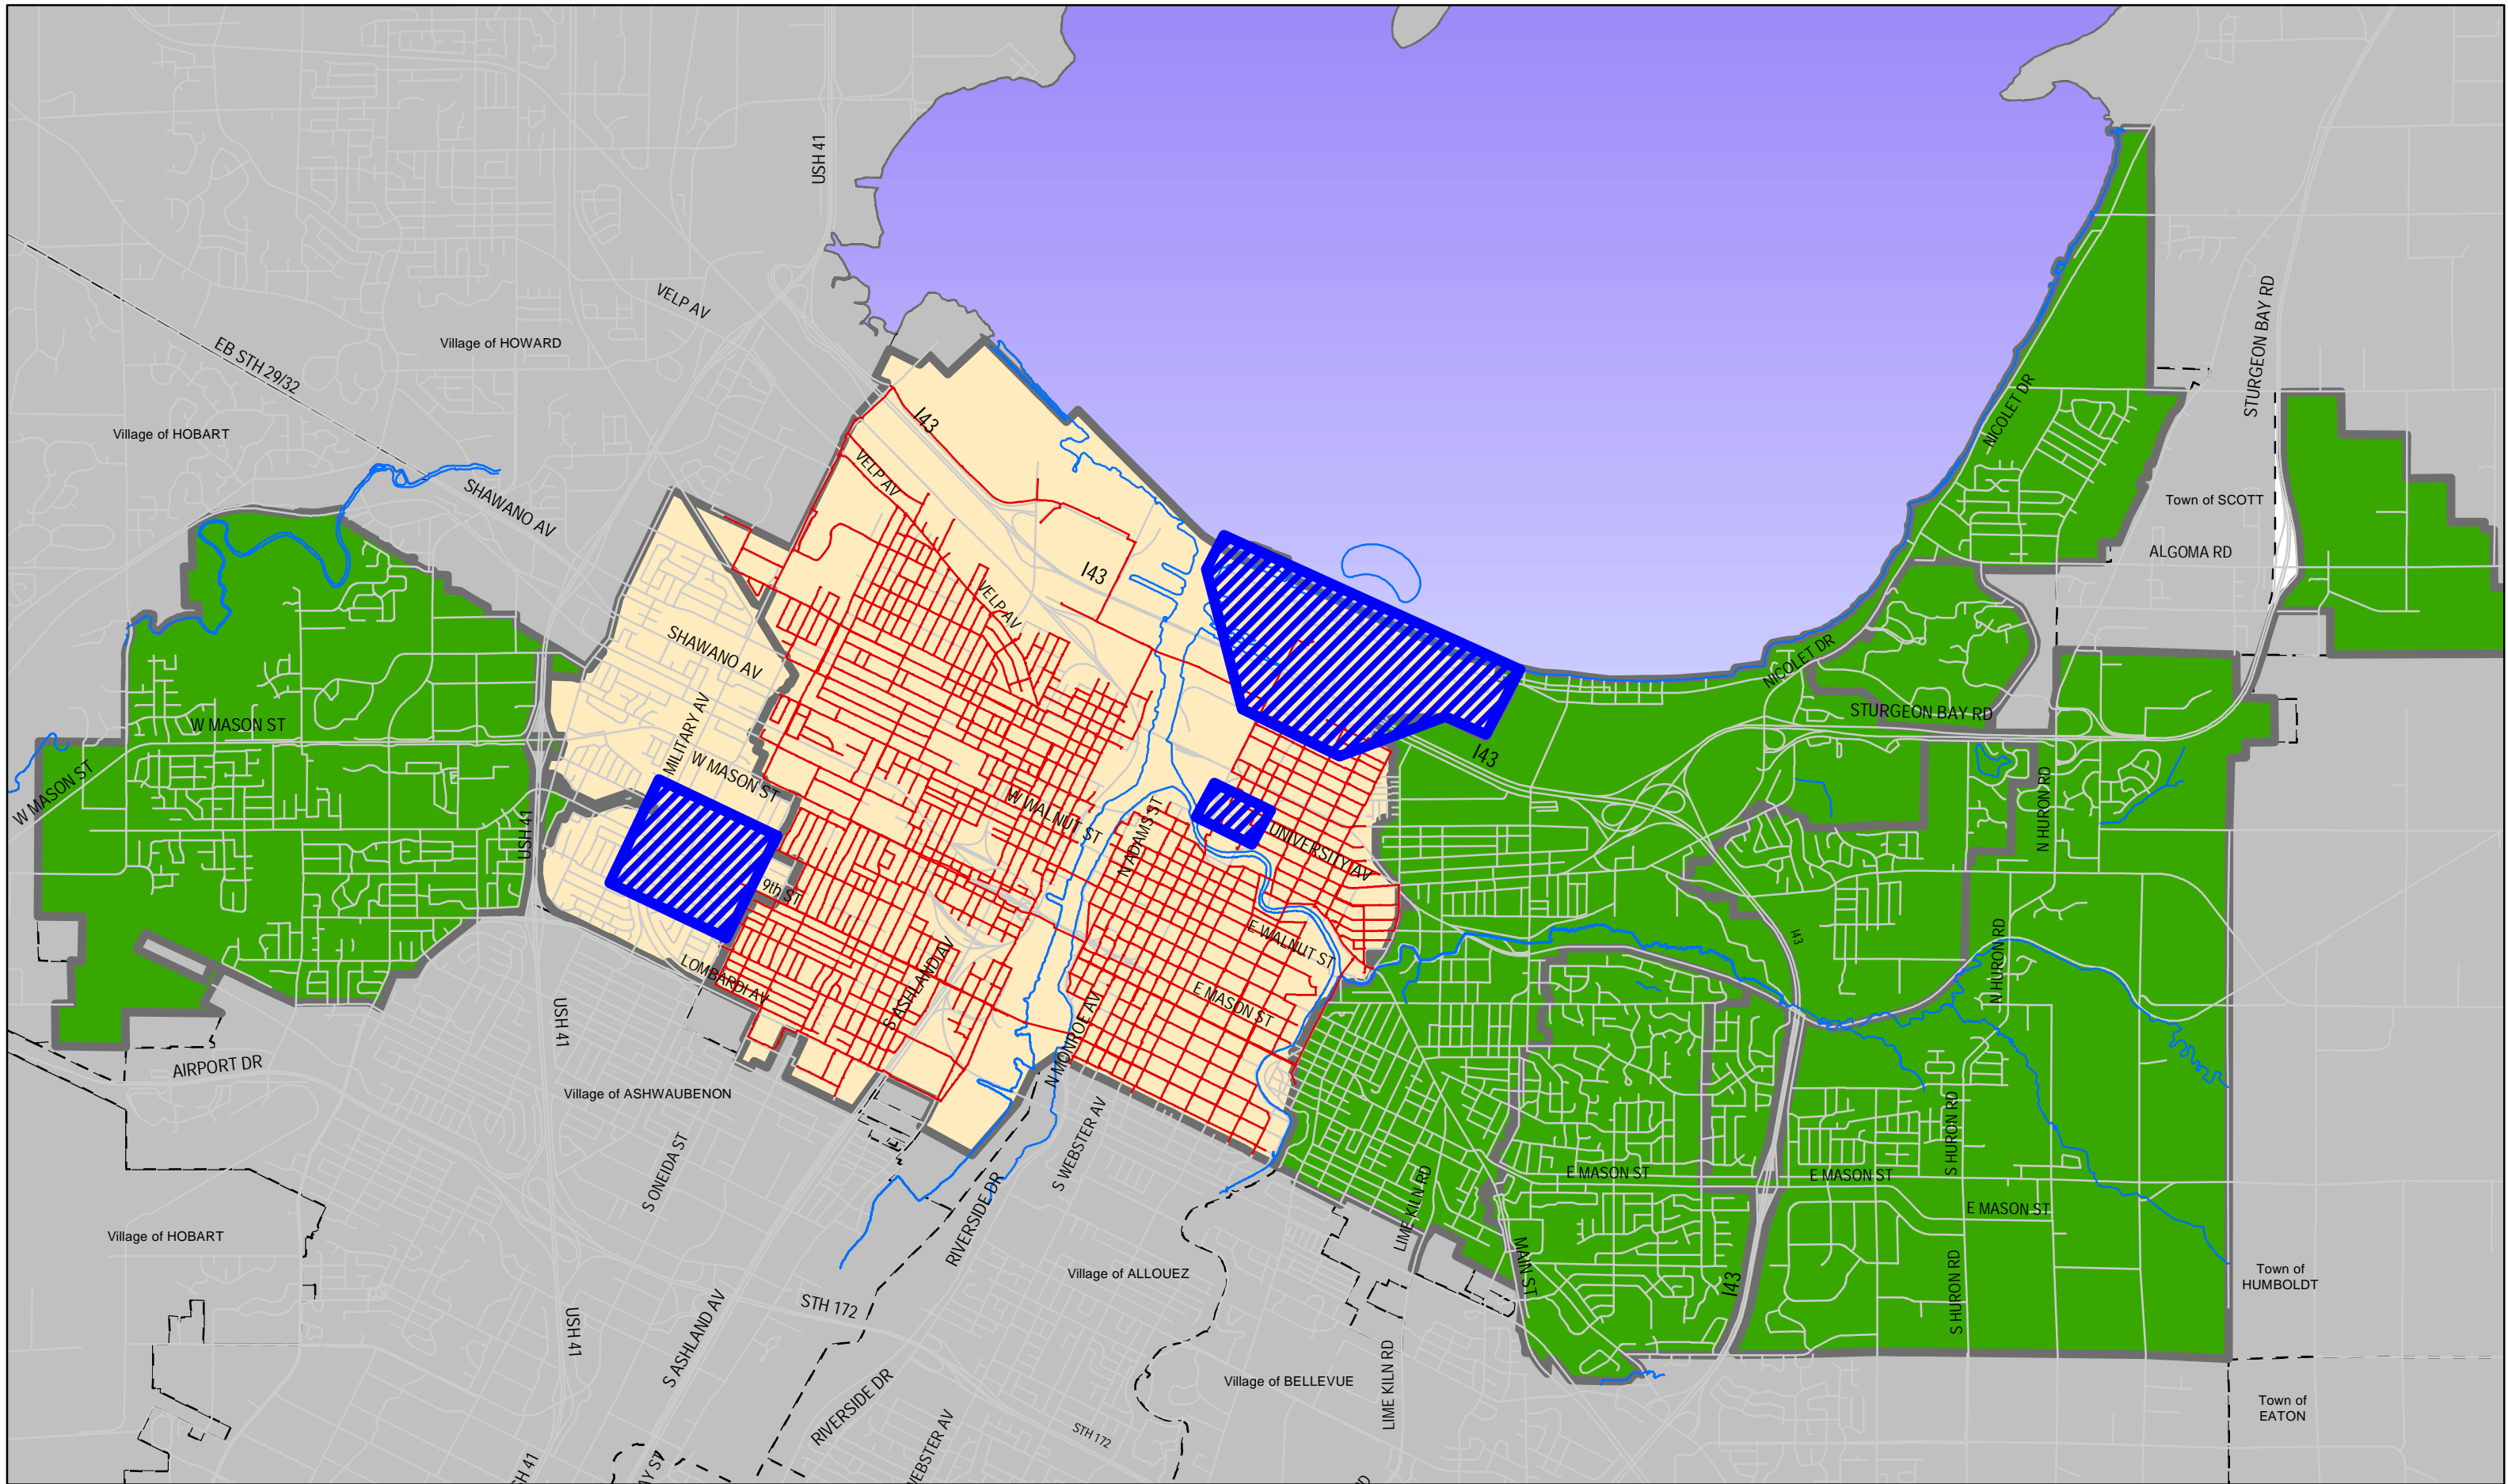 USH 41
VELP AV
STURGEON BAY RD
Village of HOWARD
EB STH 29/32
NICOLET DR
I43
Village of HOBART
VELP AV
SHAWANO AV
Town of SCOTT
ALGOMA RD
I43
VELP AV
SHAWANO AV
NICOLET DR
STURGEON BAY RD
W MASON ST
MILITARY AV
I43
W MASON ST
W MASON ST
N HURON RD
USH 41
W WALNUT ST
N ADAMS ST
UNIVERSITY AV
9th ST
E WALNUT ST
I43
N HURON RD
LOMBARDI AV
S ASHLAND AV
E MASON ST
USH 41
N MONROE AV
AIRPORT DR
Village of ASHWAUBENON
S WEBSTER AV
S HURON RD
S ONEIDA ST
E MASON ST
E MASON ST
E MASON ST
RIVERSIDE DR
LIME KILN RD
Village of HOBART
MAIN ST
Village of ALLOUEZ
I43
S HURON RD
Town of
HUMBOLDT
STH 172
USH 41
S ASHLAND AV
Village of BELLEVUE
LIME KILN RD
RIVERSIDE DR
Town of
EATON
STH 172
WEBSTER AV
SH 41
AY ST